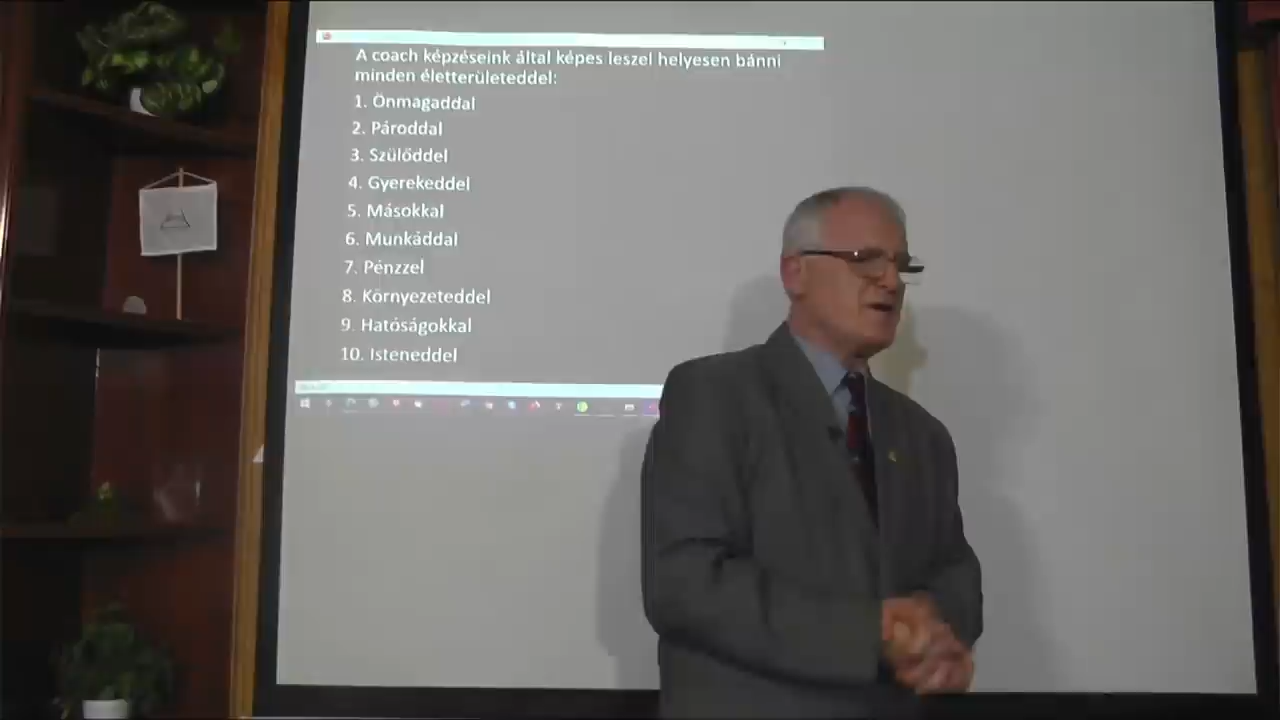 A coach képzéseink által képes leszel helyesen bánni
minden életterületeddel:
1. Önmagaddal
2. Pároddal
3. Szülőddel
4. Gyerekeddel
5. Másokkal
6. Munkáddal
7. Pénzzel
8. Környezeteddel
9. Hatóságokkal
10. Isteneddel